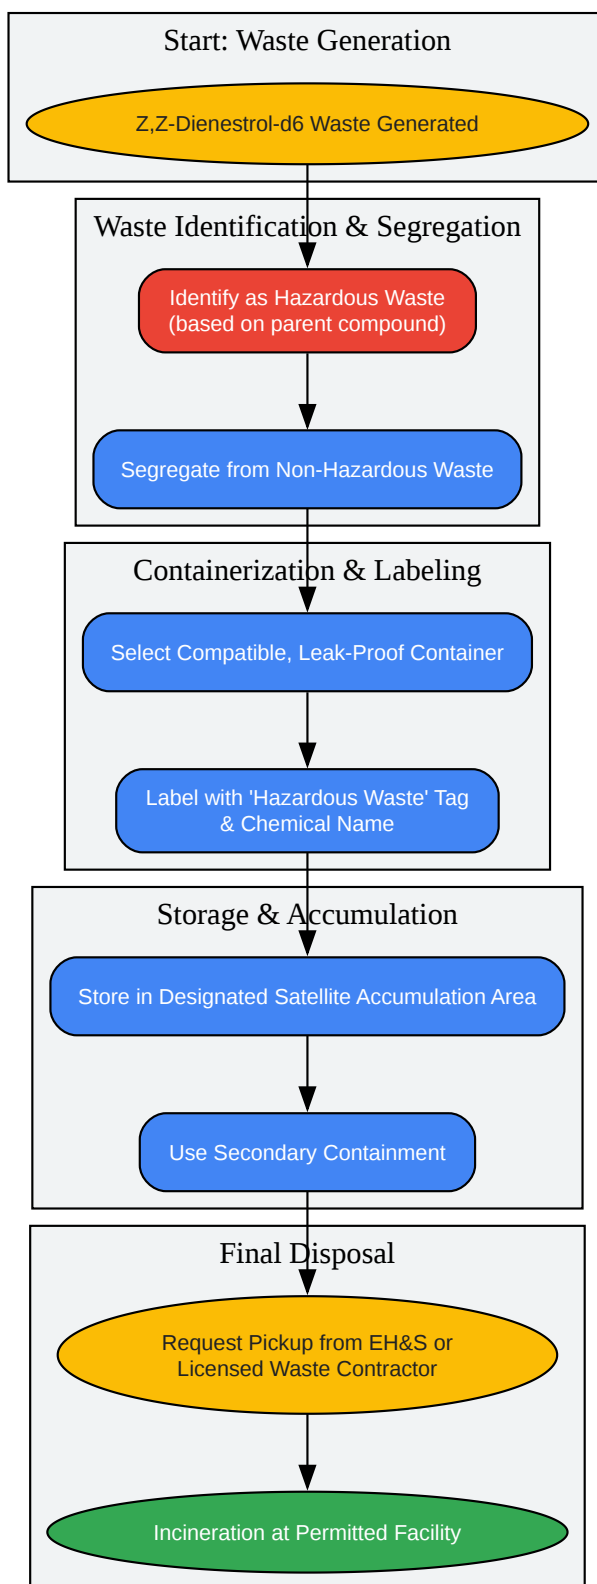 Start: Waste Generation
Z,Z-Dienestrol-d6 Waste Generated
Waste Identification & Segregation
Identify as Hazardous Waste
(based on parent compound)
Segregate from Non-Hazardous Waste
Containerization & Labeling
Select Compatible, Leak-Proof Container
Label with 'Hazardous Waste' Tag
& Chemical Name
Storage & Accumulation
Store in Designated Satellite Accumulation Area
Use Secondary Containment
Final Disposal
Request Pickup from EH&S or
Licensed Waste Contractor
Incineration at Permitted Facility